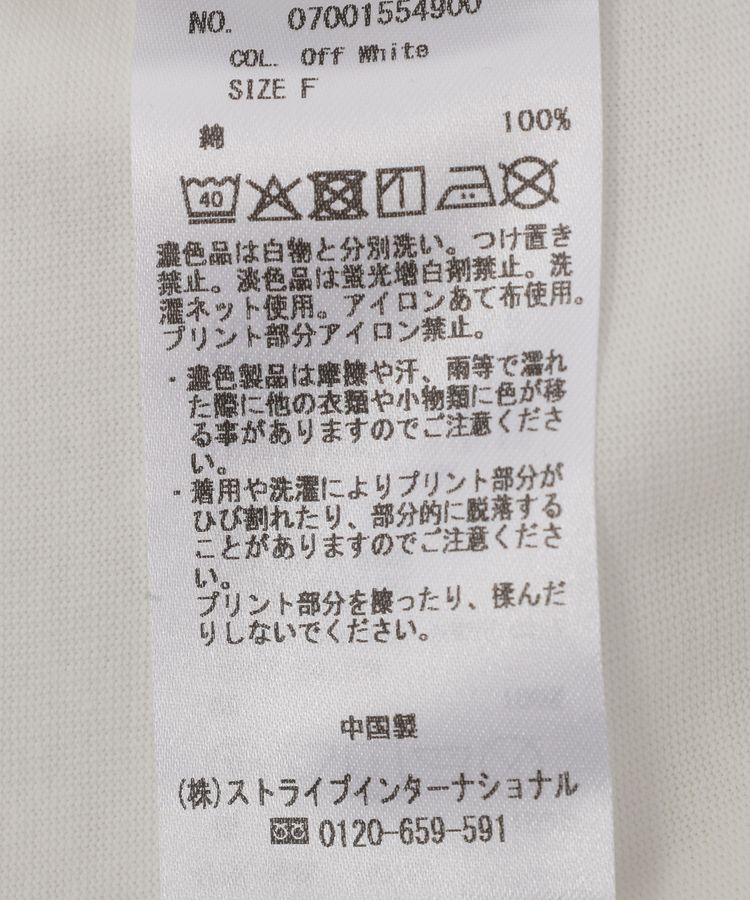 NO. 07001554900
COL. Off White
SIZE F
綿 100%
40
濃色品は白物と分別洗い。つけ置き
禁止。淡色品は蛍光増白剤禁止。洗
濯ネット使用。アイロンあて布使用。
プリント部分アイロン禁止。
・濃色製品は摩擦や汗、雨等で濡れ
た際に他の衣類や小物類に色が移
る事がありますのでご注意くださ
い。
・着用や洗濯によりプリント部分が
ひび割れたり、部分的に脱落する
ことがありますのでご注意くださ
い。
プリント部分を擦ったり、揉んだ
りしないでください。
中国製
(株)ストライプインターナショナル
0120-659-591